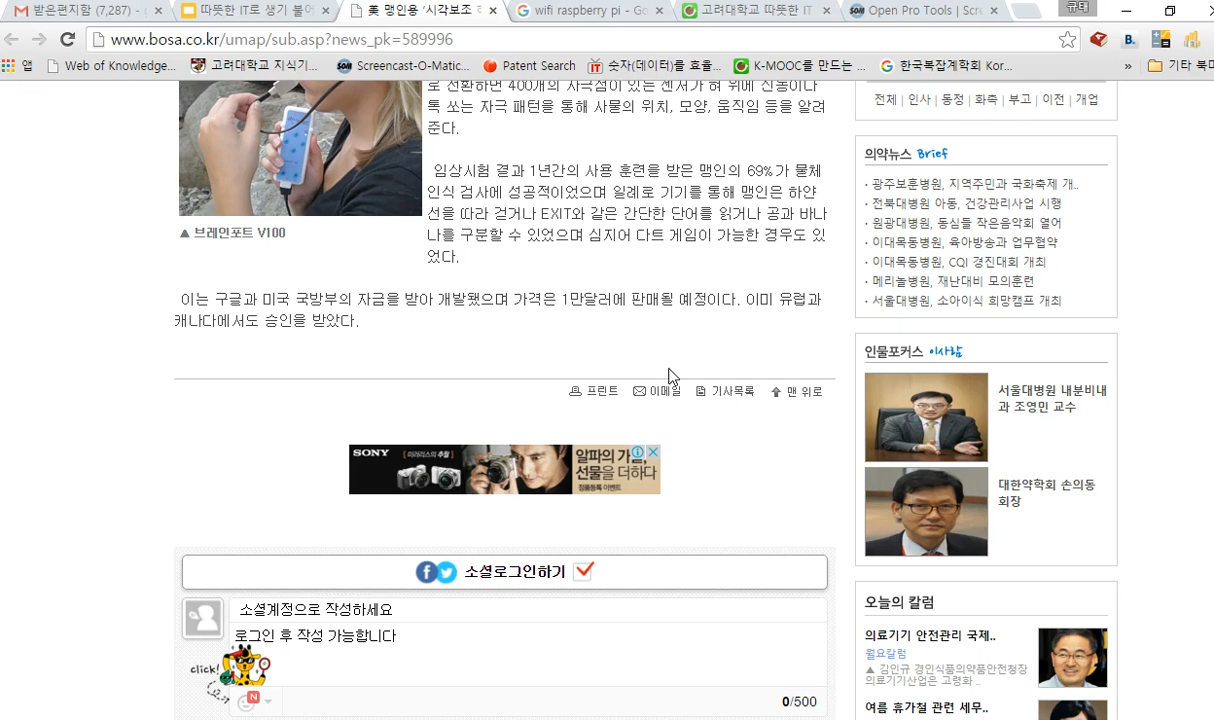 받은편지함 (7,287) -
따뜻한 IT로 생기 불어
美 맹인용 '시각보조
wifi raspberry pi - Go
고려대학교 따뜻한 IT
Open Pro Tools | Scre
규태
www.bosa.co.kr/umap/sub.asp?news_pk=589996
앱
Web of Knowledge...
고려대학교 지식기...
Screencast-O-Matic...
Patent Search
숫자(데이터)를 효율...
K-MOOC를 만드는 ...
한국복잡계학회 Kor...
»
기타 북마
로 전환하면 400개의 자극점이 있는 센서가 혀 위에 진동이나
톡 쏘는 자극 패턴을 통해 사물의 위치, 모양, 움직임 등을 알려
준다.
임상시험 결과 1년간의 사용 훈련을 받은 맹인의 69%가 물체
인식 검사에 성공적이었으며 일례로 기기를 통해 맹인은 하얀
선을 따라 걷거나 EXIT와 같은 간단한 단어를 읽거나 공과 바나
나를 구분할 수 있었으며 심지어 다트 게임이 가능한 경우도 있
었다.
▲ 브레인포트 V100
이는 구글과 미국 국방부의 자금을 받아 개발됐으며 가격은 1만달러에 판매될 예정이다. 이미 유럽과
캐나다에서도 승인을 받았다.
프린트 이메일 기사목록 맨 위로
SONY
미러리스의 추월
알파의 가을,
선물을 더하다
정품등록 이벤트
소셜로그인하기
소셜계정으로 작성하세요
로그인 후 작성 가능합니다
click!
N
0/500
전체 | 인사 | 동정 | 화촉 | 부고 | 이전 | 개업
의약뉴스 Brief
· 광주보훈병원, 지역주민과 국화축제 개..
· 전북대병원 아동, 건강관리사업 시행
· 원광대병원, 동심들 작은음악회 열어
· 이대목동병원, 육아방송과 업무협약
· 이대목동병원, CQI 경진대회 개최
· 메리놀병원, 재난대비 모의훈련
· 서울대병원, 소아이식 희망캠프 개최
인물포커스 이사람
서울대병원 내분비내
과 조영민 교수
대한약학회 손의동
회장
오늘의 칼럼
의료기기 안전관리 국제..
월요칼럼
▲ 김인규 경인식품의약품안전청장
의료기기산업은 고령화 ..
여름 휴가철 관련 세무..